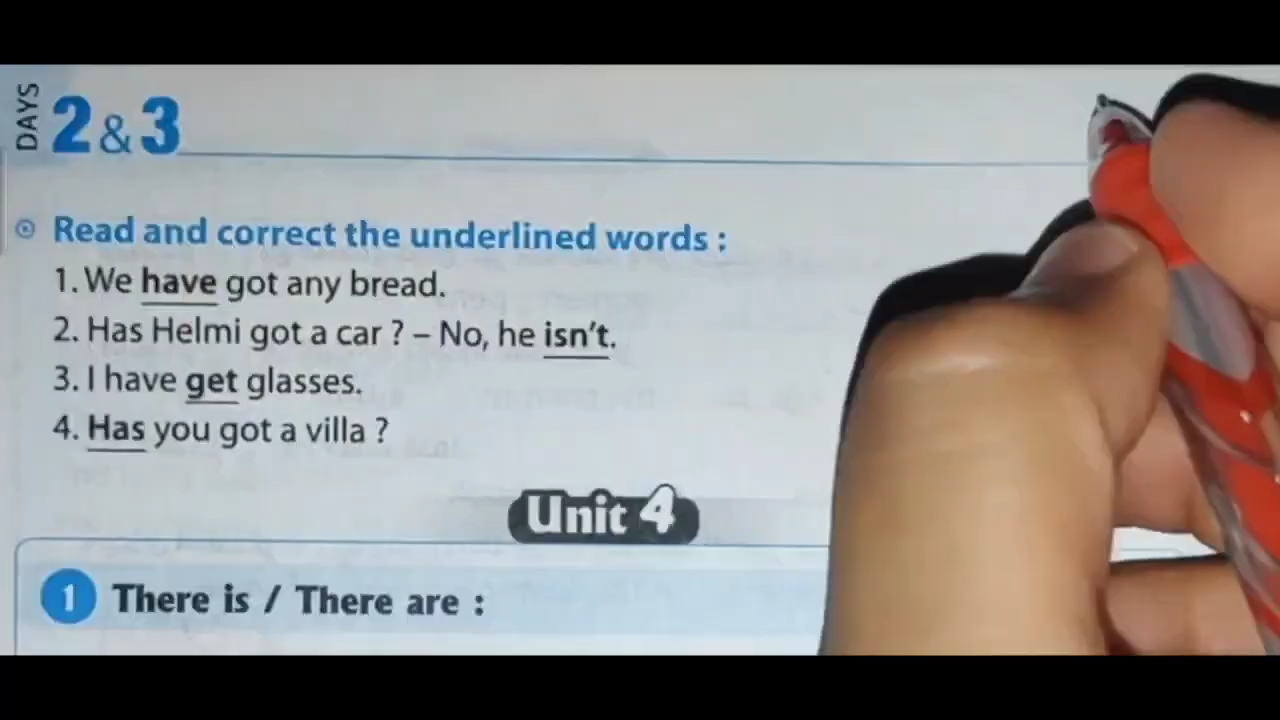 DAYS
2 & 3
Read and correct the underlined words :
1. We have got any bread.
2. Has Helmi got a car ? – No, he isn't.
3. I have get glasses.
4. Has you got a villa ?
Unit 4
1 There is / There are :